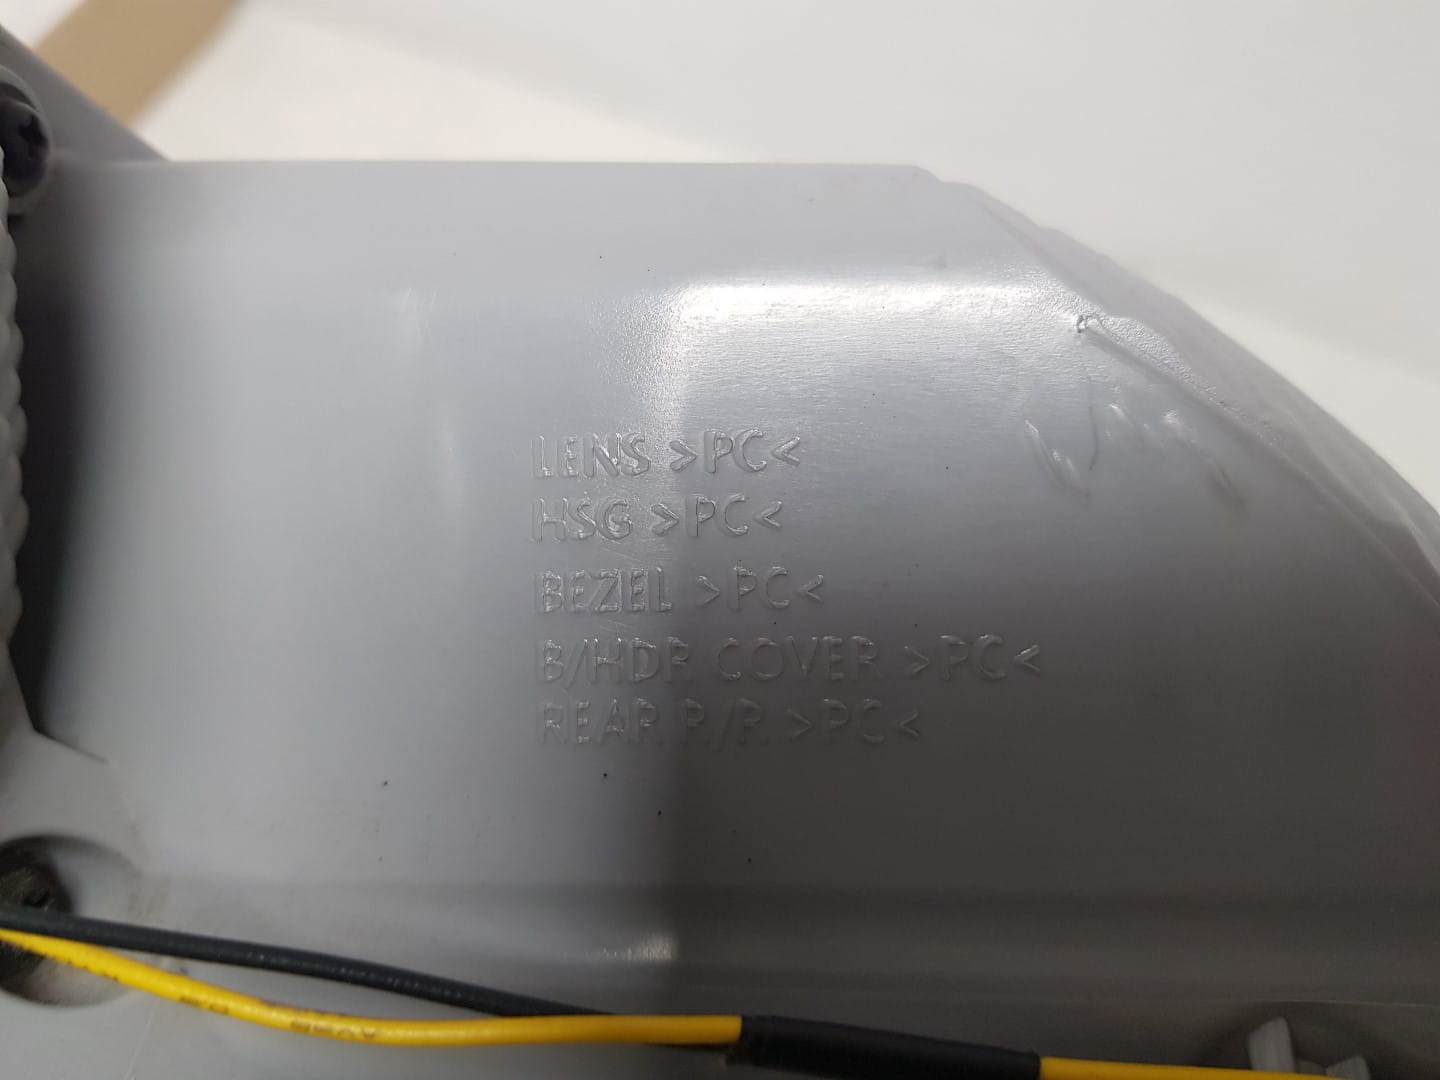 LENS >PC<
HSG >PC<
BEZEL >PC<
B/HDR COVER >PC<
REAR R/R >PC<